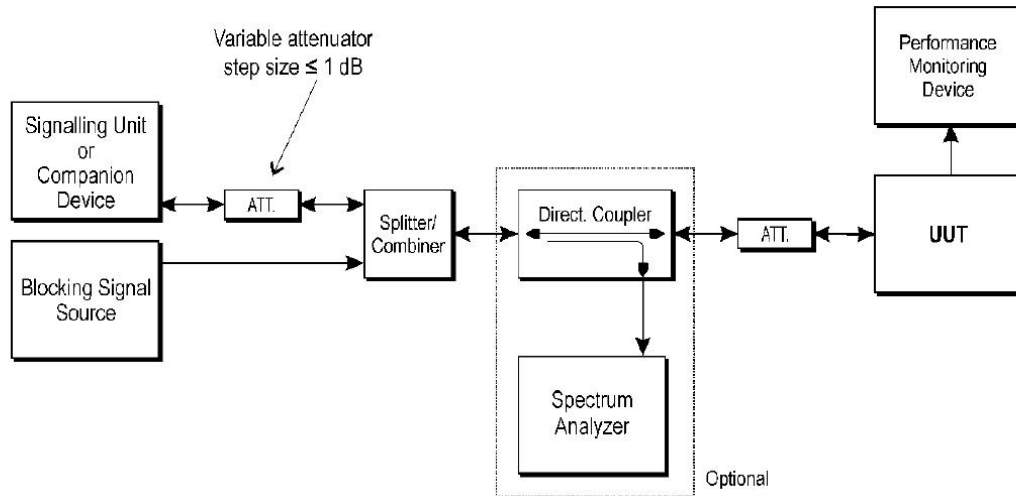 Variable attenuator
step size ≤ 1 dB
Performance
Monitoring
Device
Signalling Unit
or
Companion
Device
ATT.
Splitter/
Combiner
Direct. Coupler
ATT.
UUT
Blocking Signal
Source
Spectrum
Analyzer
Optional